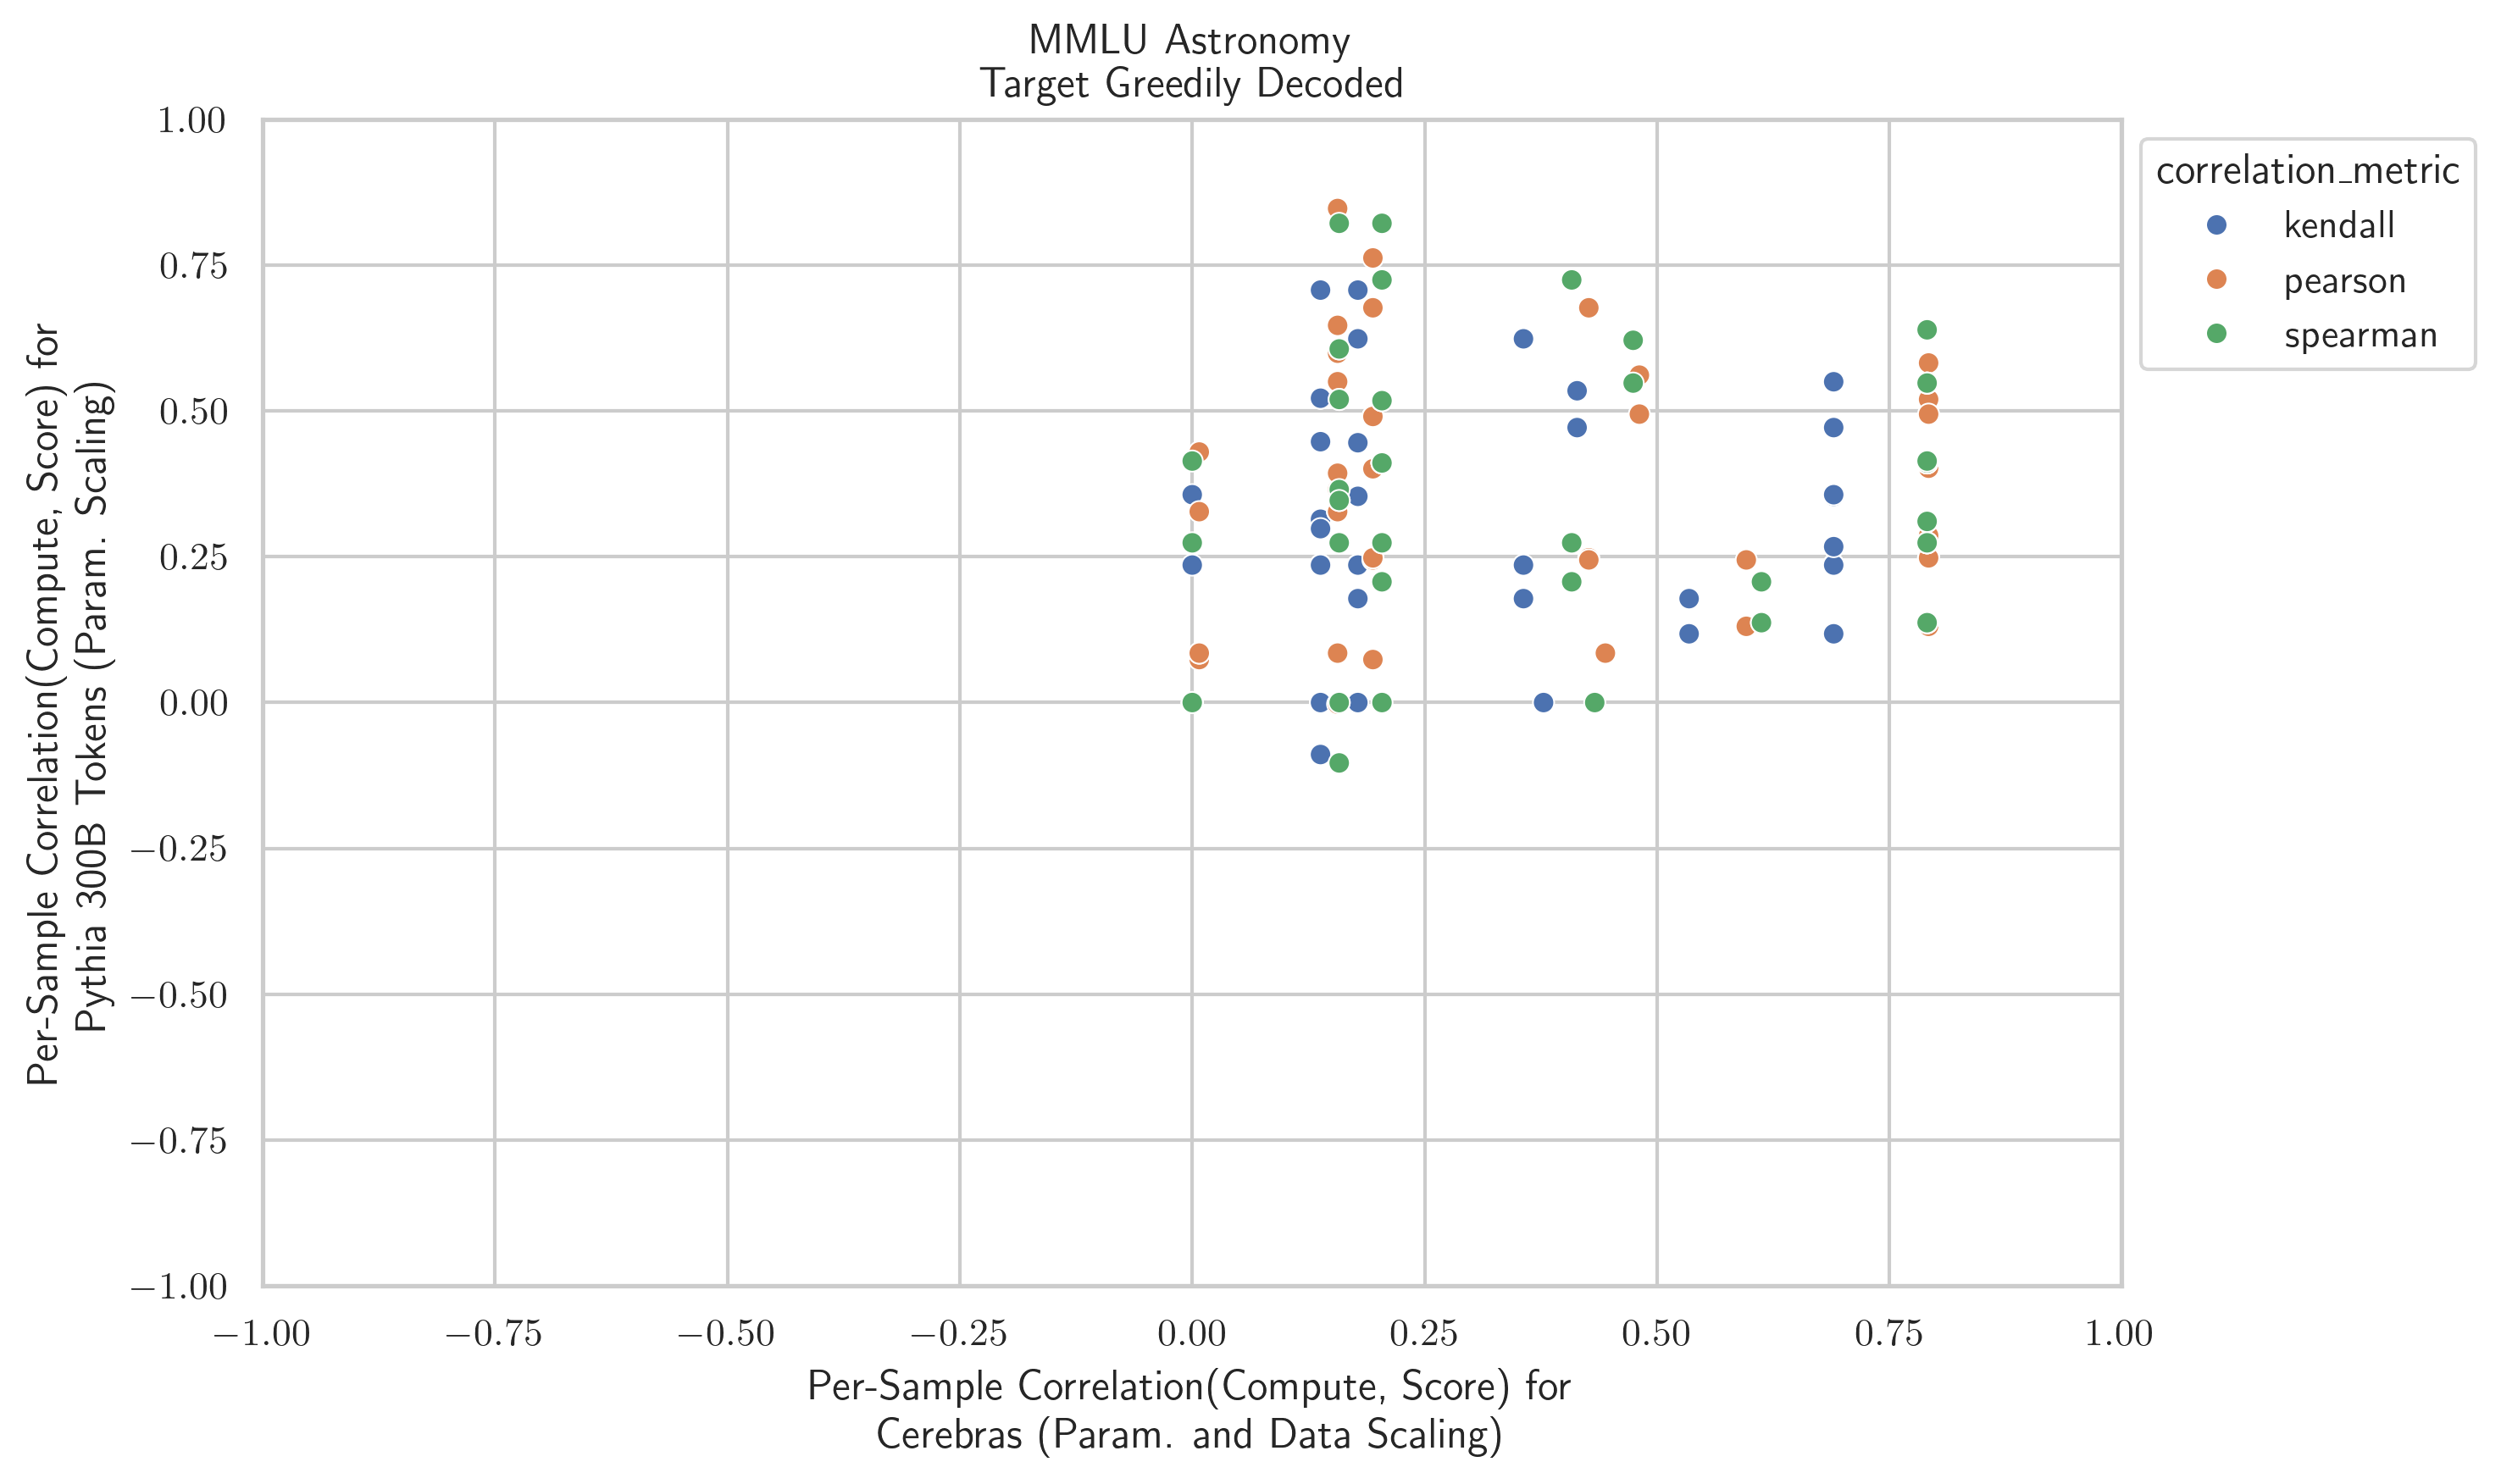 MMLU Astronomy
Target Greedily Decoded
Per-Sample Correlation(Compute, Score) for
Pythia 300B Tokens (Param. Scaling)
1.00
0.75
0.50
0.25
0.00
−0.25
−0.50
−0.75
−1.00
−1.00 −0.75 −0.50 −0.25 0.00 0.25 0.50 0.75 1.00
Per-Sample Correlation(Compute, Score) for
Cerebras (Param. and Data Scaling)
correlation_metric
kendall
pearson
spearman